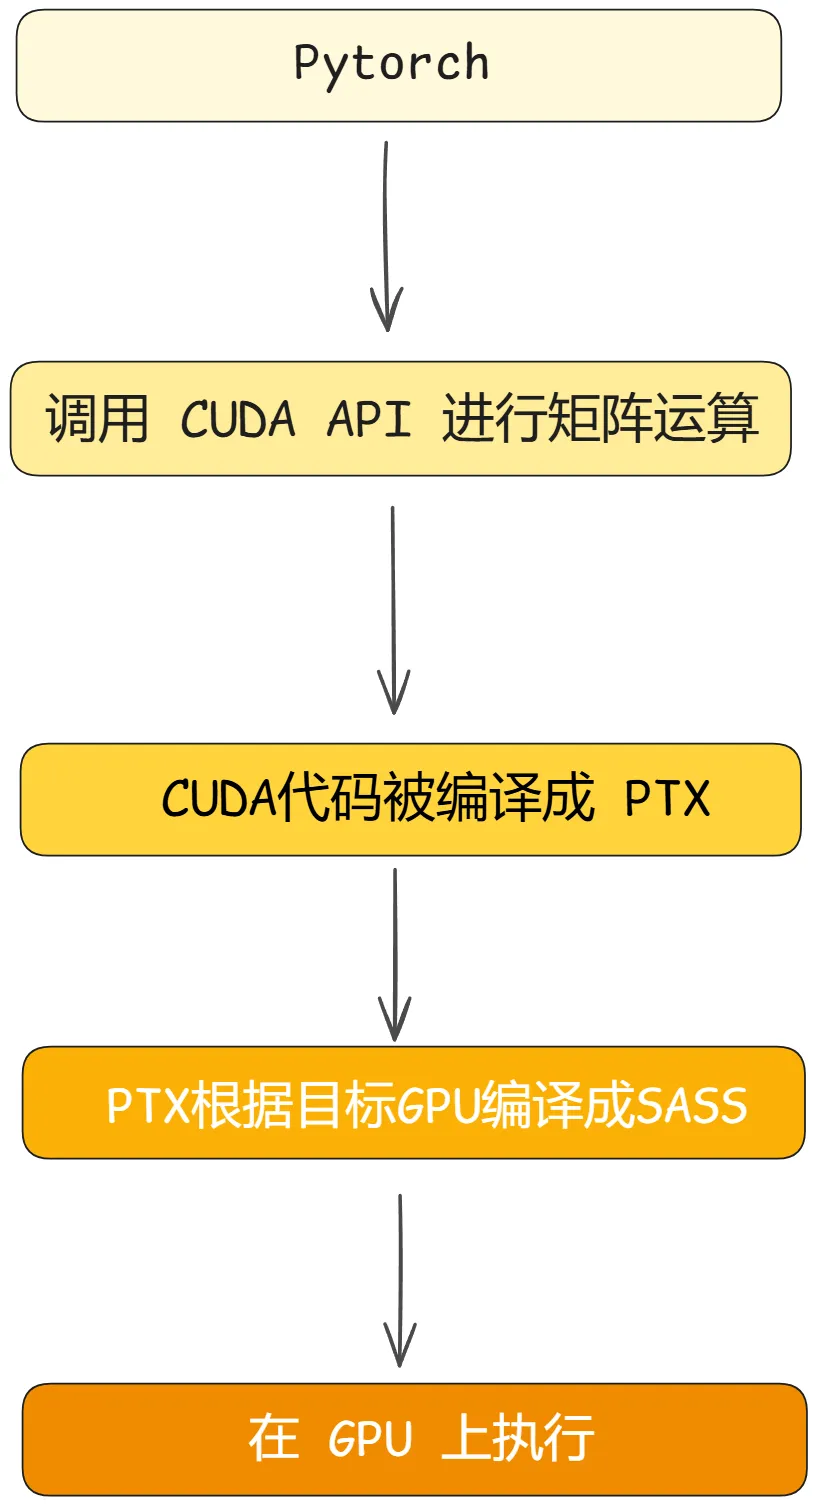 Pytorch
调用 CUDA API 进行矩阵运算
CUDA代码被编译成 PTX
PTX根据目标GPU编译成SASS
在 GPU 上执行